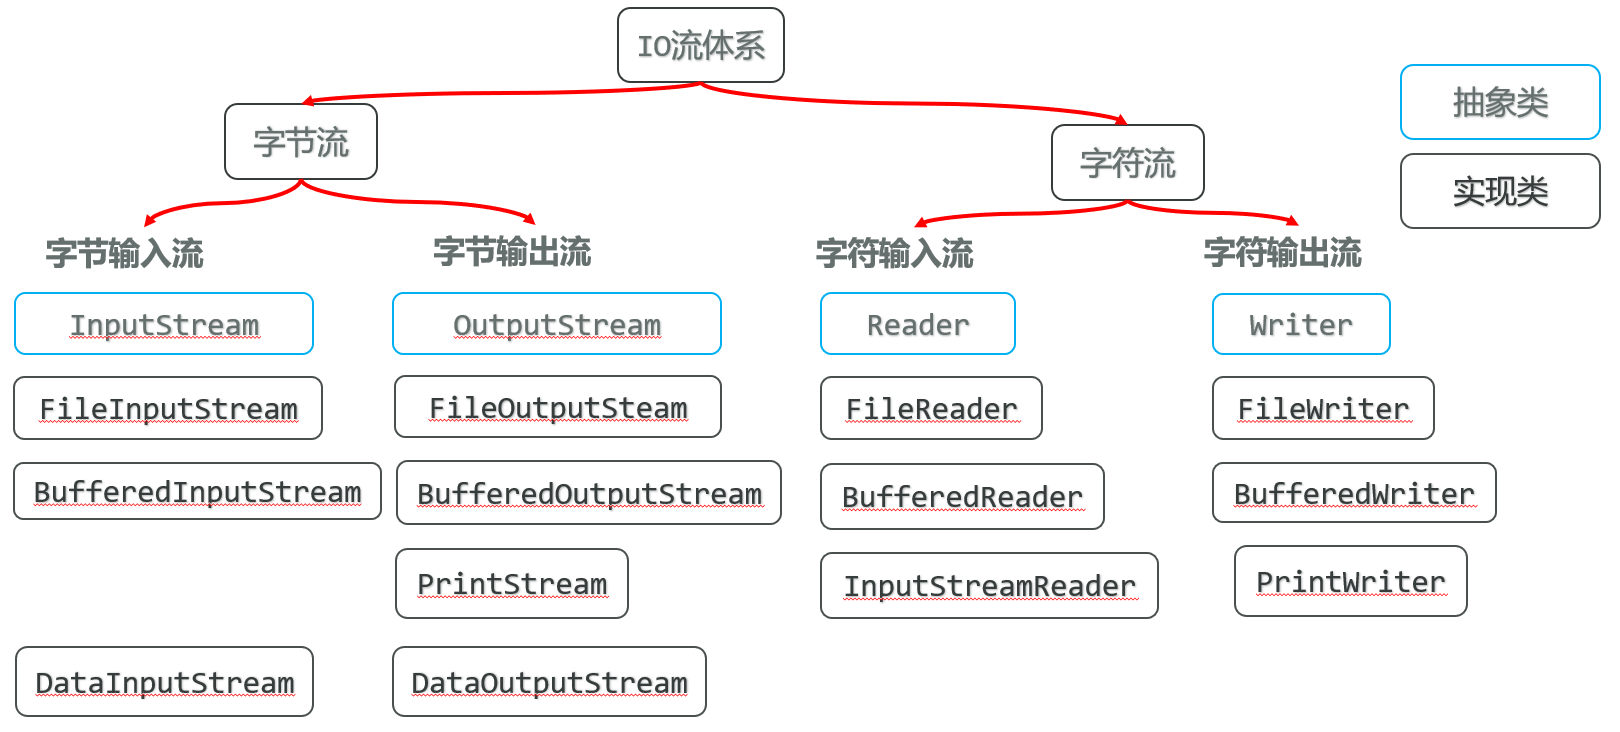 IO流体系
字节流
字符流
抽象类
实现类
字节输入流
字节输出流
字符输入流
字符输出流
InputStream
OutputStream
Reader
Writer
FileInputStream
FileOutputSteam
FileReader
FileWriter
BufferedInputStream
BufferedOutputStream
BufferedReader
BufferedWriter
PrintStream
InputStreamReader
PrintWriter
DataInputStream
DataOutputStream